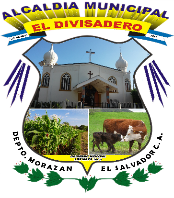 ALCALDIA MUNICIPAL
EL DIVISADERO
DEPTO. MORAZAN EL SALVADOR C. A.